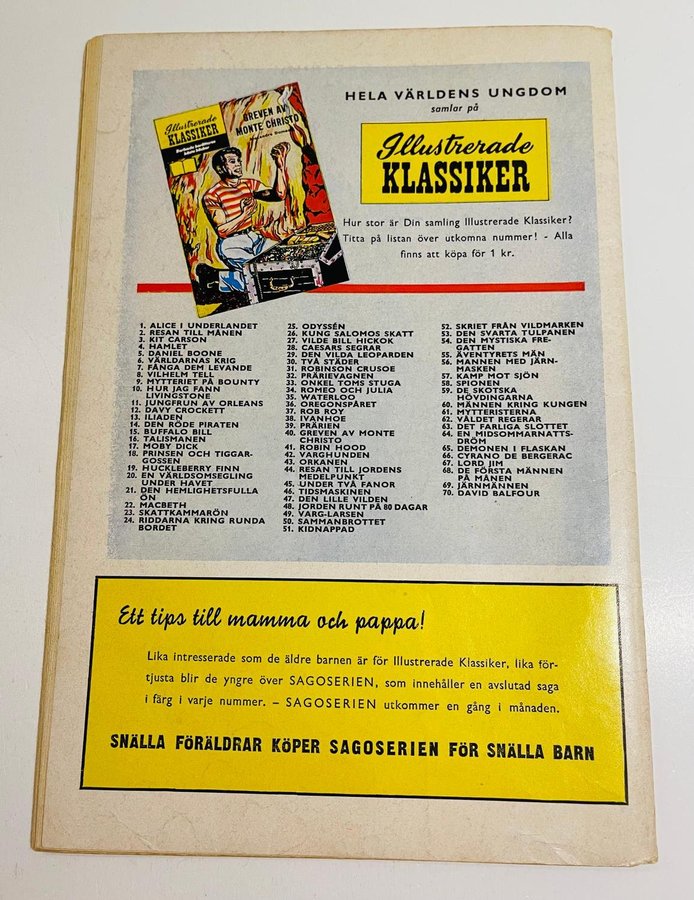 Illustrerade
KLASSIKER
GREVEN AV
MONTE CHRISTO
HELA VÄRLDENS UNGDOM
samlar på
Illustrerade
KLASSIKER
Hur stor är Din samling Illustrerade Klassiker?
Titta på listan över utkomna nummer! - Alla
finns att köpa för 1 kr.
1. ALICE I UNDERLANDET
2. RESAN TILL MÅNEN
3. KIT CARSON
4. HAMLET
5. DANIEL BOONE
6. VÄRLDARNAS KRIG
7. FÅNGA DEM LEVANDE
8. VILHELM TELL
9. MYTTERIET PÅ BOUNTY
10. HUR JAG FANN
LIVINGSTONE
11. JUNGFRUN AV ORLEANS
12. DAVY CROCKETT
13. ILIADEN
14. DEN RÖDE PIRATEN
15. BUFFALO BILL
16. TALISMANEN
17. MOBY DICK
18. PRINSEN OCH TIGGAR-
GOSSEN
19. HUCKLEBERRY FINN
20. EN VÄRLDSOMSEGLING
UNDER HAVET
21. DEN HEMLIGHETSFULLA
ÖN
22. MACBETH
23. SKATTKAMMARÖN
24. RIDDARNA KRING RUNDA
BORDET
25. ODYSSÉN
26. KUNG SALOMOS SKATT
27. VILDE BILL HICKOK
28. CAESARS SEGRAR
29. DEN VILDA LEOPARDEN
30. TVÅ STÄDER
31. ROBINSON CRUSOE
32. PRÄRIEVAGNEN
33. ONKEL TOMS STUGA
34. ROMEO OCH JULIA
35. WATERLOO
36. OREGONSPÅRET
37. ROB ROY
38. IVANHOE
39. PRÄRIEN
40. GREVEN AV MONTE
CHRISTO
41. ROBIN HOOD
42. VARGHUNDEN
43. ORKANEN
44. RESAN TILL JORDENS
MEDELPUNKT
45. UNDER TVÅ FANOR
46. TIDSMASKINEN
47. DEN LILLE VILDEN
48. JORDEN RUNT PÅ 80 DAGAR
49. VARG-LARSEN
50. SAMMANBROTTET
51. KIDNAPPAD
52. SKRIET FRÅN VILDMARKEN
53. DEN SVARTA TULPANEN
54. DEN MYSTISKA FRE-
GATTEN
55. ÄVENTYRETS MÄN
56. MANNEN MED JÄRN-
MASKEN
57. KAMP MOT SJÖN
58. SPIONEN
59. DE SKOTSKA
HÖVDINGARNA
60. MÄNNEN KRING KUNGEN
61. MYTTERISTERNA
62. VÅLDET REGERAR
63. DET FARLIGA SLOTTET
64. EN MIDSOMMARNATTS-
DRÖM
65. DEMONEN I FLASKAN
66. CYRANO DE BERGERAC
67. LORD JIM
68. DE FÖRSTA MÄNNEN
PÅ MÅNEN
69. JÄRNMÄNNEN
70. DAVID BALFOUR
Ett tips till mamma och pappa!
Lika intresserade som de äldre barnen är för Illustrerade Klassiker, lika för-
tjusta blir de yngre över SAGOSERIEN, som innehåller en avslutad saga
i färg i varje nummer. - SAGOSERIEN utkommer en gång i månaden.
SNÄLLA FÖRÄLDRAR KÖPER SAGOSERIEN FÖR SNÄLLA BARN